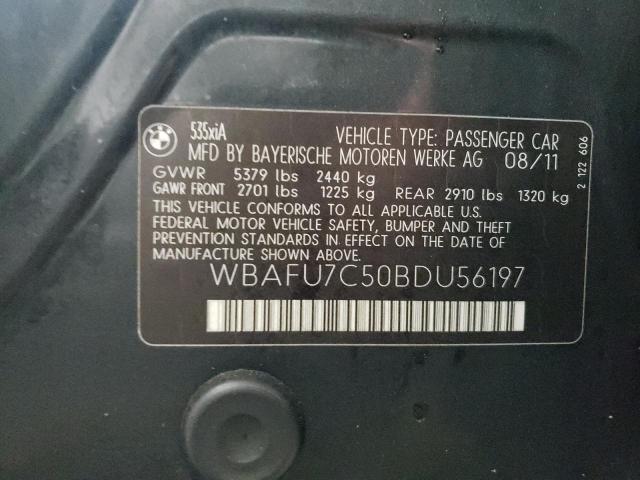 BMW
535xiA
VEHICLE TYPE: PASSENGER CAR
MFD BY BAYERISCHE MOTOREN WERKE AG 08/11
GVWR 5379 lbs 2440 kg
GAWR FRONT 2701 lbs 1225 kg REAR 2910 lbs 1320 kg
THIS VEHICLE CONFORMS TO ALL APPLICABLE U.S.
FEDERAL MOTOR VEHICLE SAFETY, BUMPER AND THEFT
PREVENTION STANDARDS IN EFFECT ON THE DATE OF
MANUFACTURE SHOWN ABOVE.
WBAFU7C50BDU56197
2 122 606